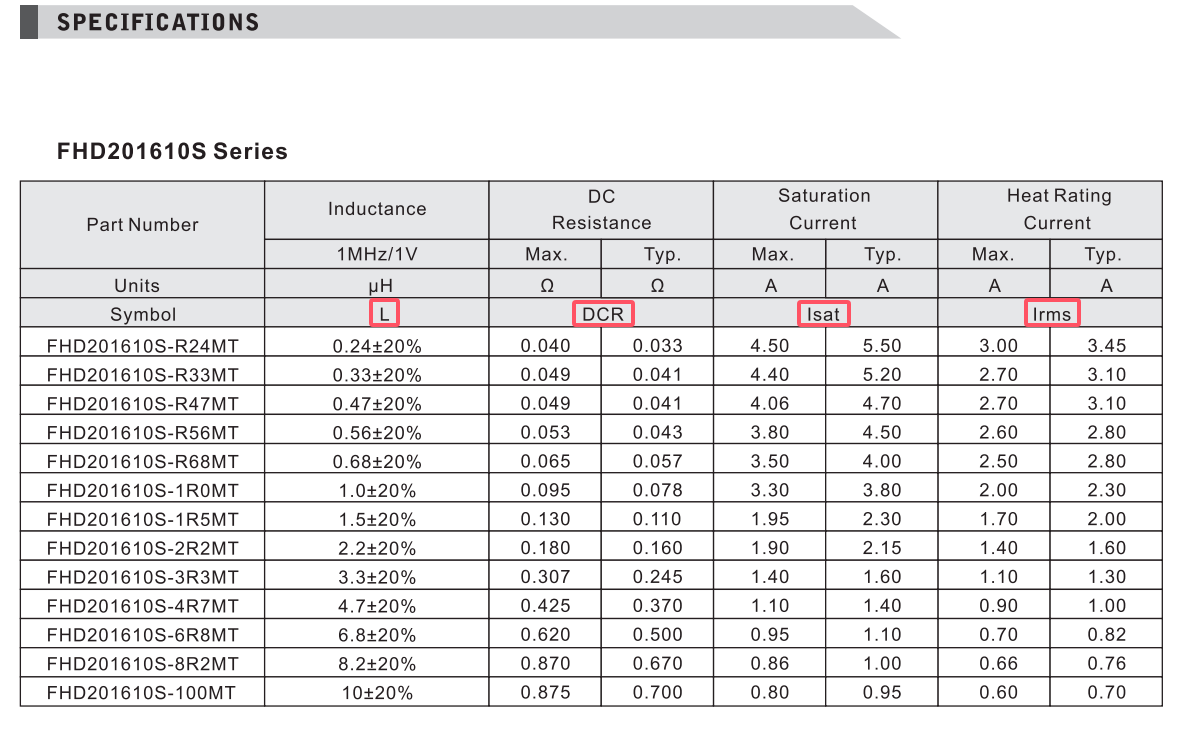 SPECIFICATIONS
FHD201610S Series
Part Number Inductance DC Resistance Saturation Current Heat Rating Current
1MHz/1V Max. Typ. Max. Typ. Max. Typ.
Units µH Ω Ω A A A A
Symbol L DCR Isat Irms
FHD201610S-R24MT 0.24±20% 0.040 0.033 4.50 5.50 3.00 3.45
FHD201610S-R33MT 0.33±20% 0.049 0.041 4.40 5.20 2.70 3.10
FHD201610S-R47MT 0.47±20% 0.049 0.041 4.06 4.70 2.70 3.10
FHD201610S-R56MT 0.56±20% 0.053 0.043 3.80 4.50 2.60 2.80
FHD201610S-R68MT 0.68±20% 0.065 0.057 3.50 4.00 2.50 2.80
FHD201610S-1R0MT 1.0±20% 0.095 0.078 3.30 3.80 2.00 2.30
FHD201610S-1R5MT 1.5±20% 0.130 0.110 1.95 2.30 1.70 2.00
FHD201610S-2R2MT 2.2±20% 0.180 0.160 1.90 2.15 1.40 1.60
FHD201610S-3R3MT 3.3±20% 0.307 0.245 1.40 1.60 1.10 1.30
FHD201610S-4R7MT 4.7±20% 0.425 0.370 1.10 1.40 0.90 1.00
FHD201610S-6R8MT 6.8±20% 0.620 0.500 0.95 1.10 0.70 0.82
FHD201610S-8R2MT 8.2±20% 0.870 0.670 0.86 1.00 0.66 0.76
FHD201610S-100MT 10±20% 0.875 0.700 0.80 0.95 0.60 0.70